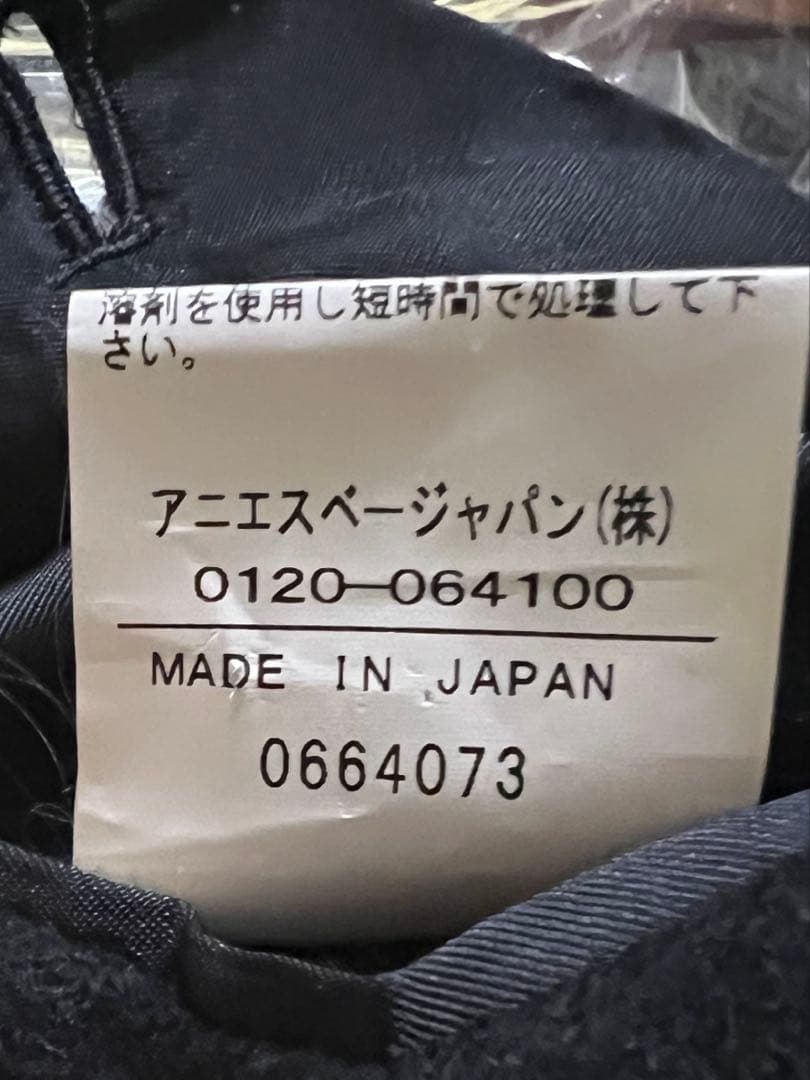 溶剤を使用し短時間で処理して下
さい。
アニエスベージャパン(株)
0120-064100
MADE IN JAPAN
0664073